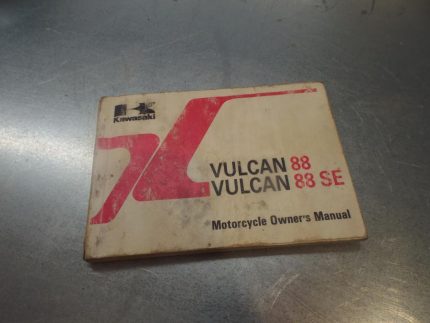 Kawasaki
VULCAN 88
VULCAN 88 SE
Motorcycle Owner's Manual